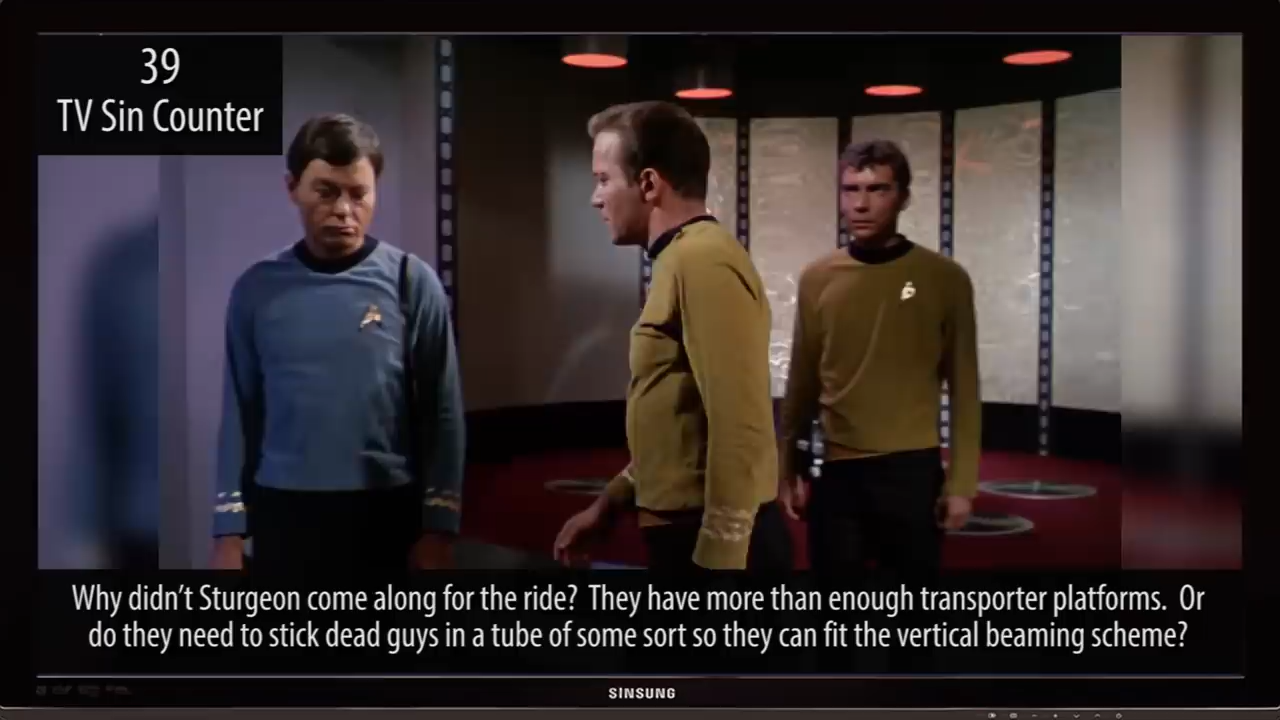 39
TV Sin Counter
Why didn't Sturgeon come along for the ride?  They have more than enough transporter platforms.  Or
do they need to stick dead guys in a tube of some sort so they can fit the vertical beaming scheme?
SINSUNG